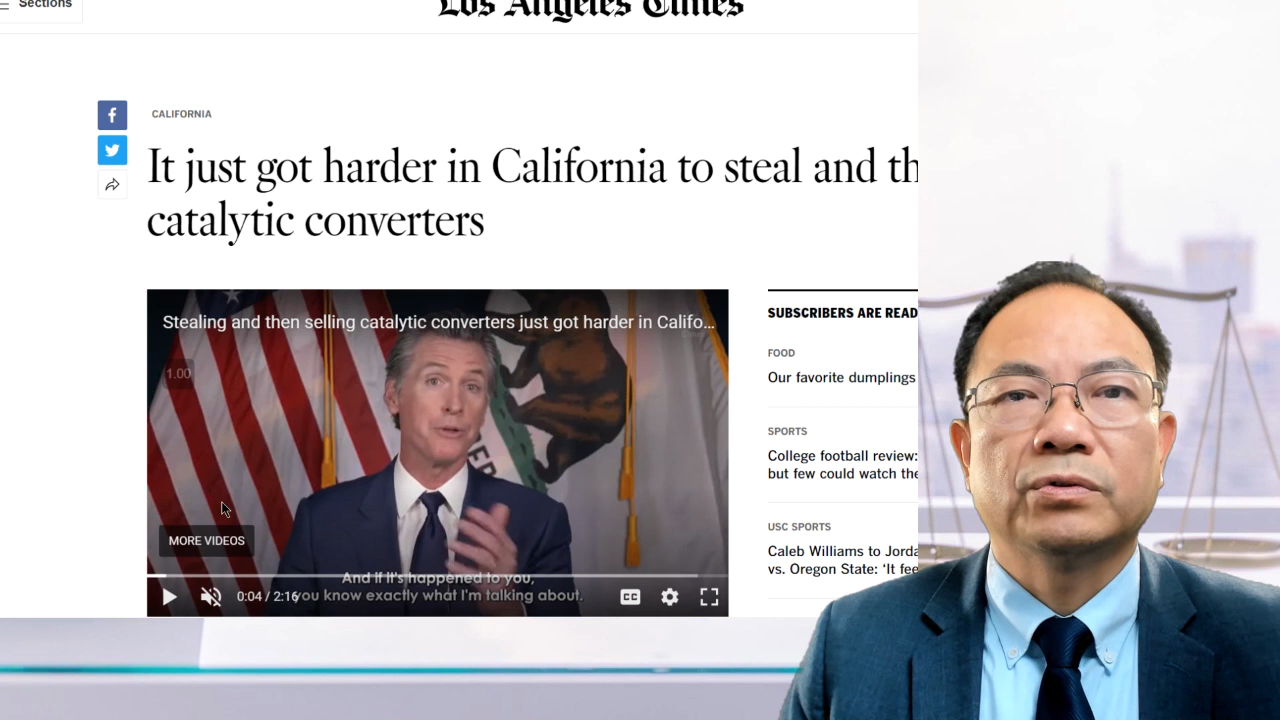 Sections
Los Angeles Times
CALIFORNIA
It just got harder in California to steal and th
catalytic converters
Stealing and then selling catalytic converters just got harder in Califo...
1.00
MORE VIDEOS
And if it's happened to you,
you know exactly what I'm talking about.
0:04 / 2:16
CC
SUBSCRIBERS ARE READ
FOOD
Our favorite dumplings
SPORTS
College football review:
but few could watch the
USC SPORTS
Caleb Williams to Jorda
vs. Oregon State: 'It fee